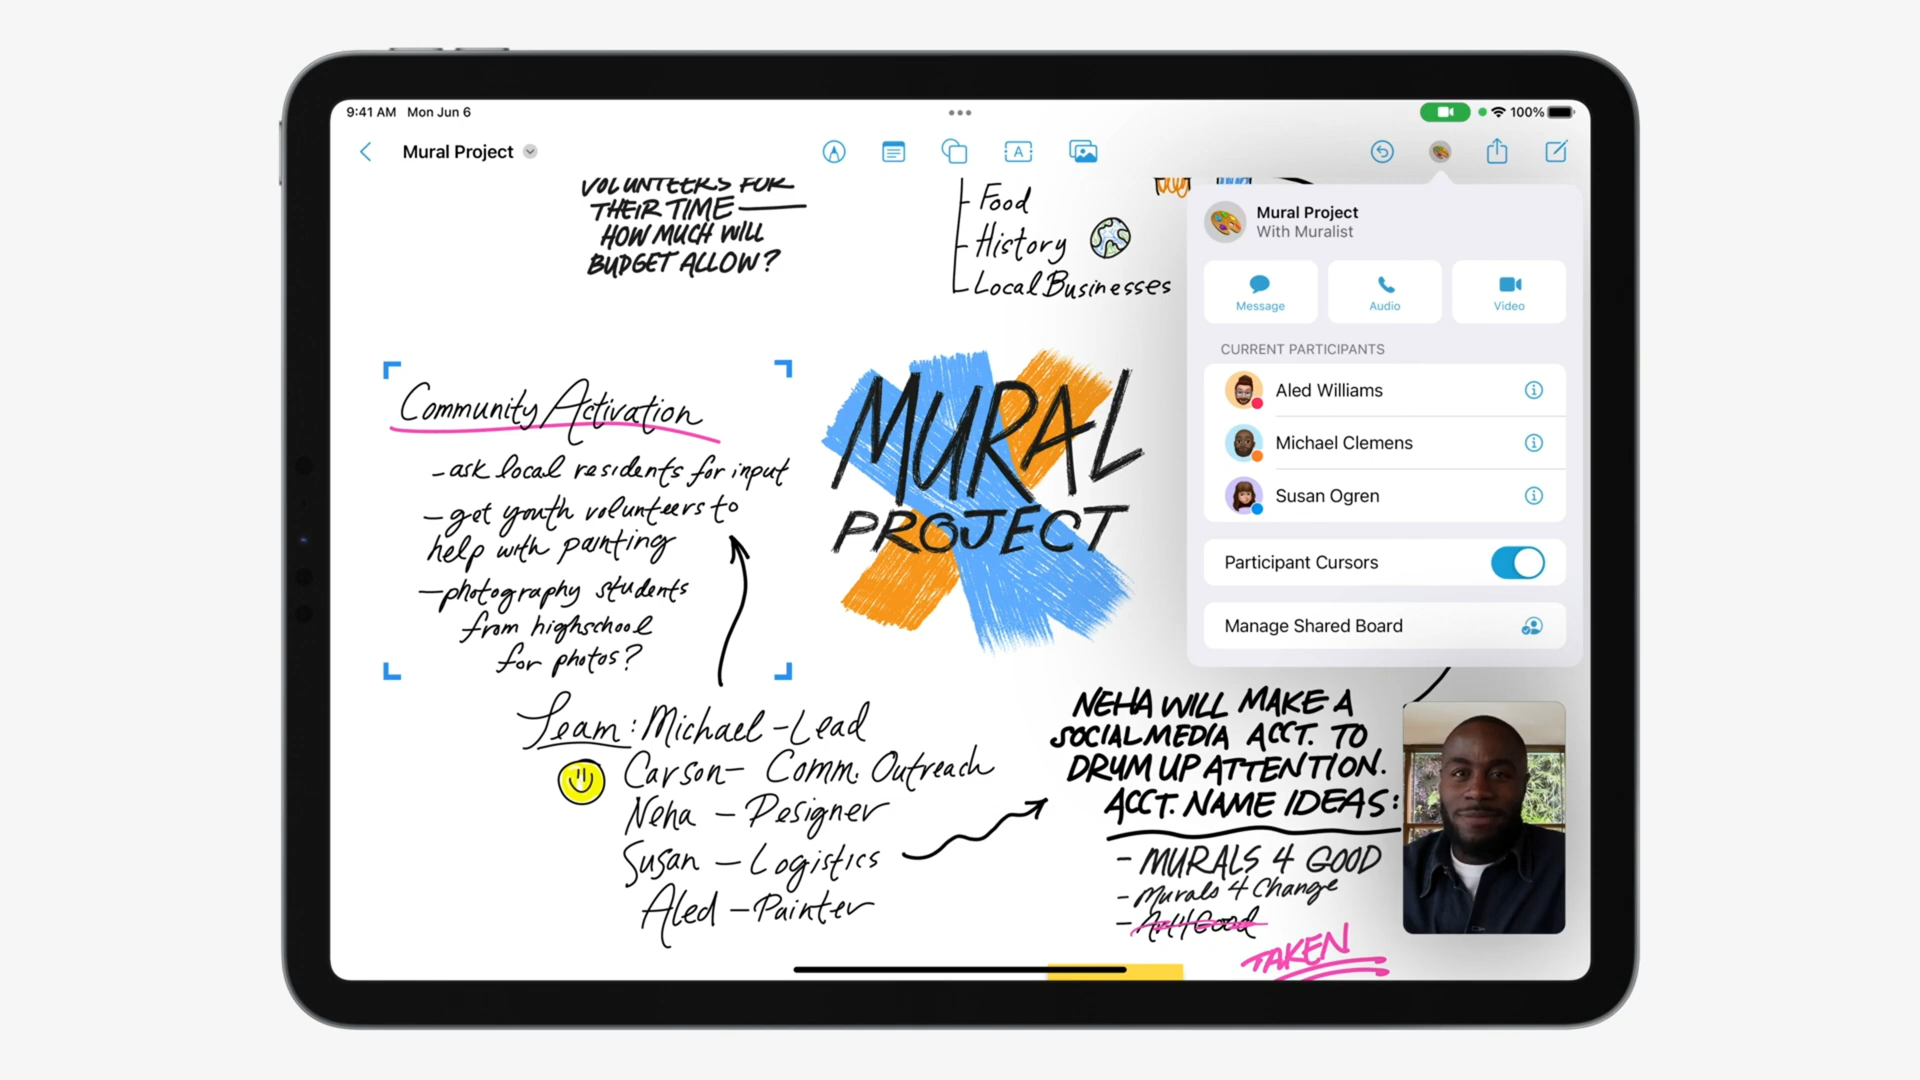 9:41 AM Mon Jun 6
100%
Mural Project
VOLUNTEERS FOR
THEIR TIME
HOW MUCH WILL
BUDGET ALLOW?
- Food
- History
- Local Businesses
Community Activation
- ask local residents for input
- get youth volunteers to
help with painting
- photography students
from highschool
for photos?
MURAL
PROJECT
Team: Michael - Lead
Carson - Comm. Outreach
Neha - Designer
Susan - Logistics
Aled - Painter
NEHA WILL MAKE A
SOCIAL MEDIA ACCT. TO
DRUM UP ATTENTION.
ACCT. NAME IDEAS:
- MURALS 4 GOOD
- Murals 4 Change
- Art4Good
TAKEN
Mural Project
With Muralist
Message
Audio
Video
CURRENT PARTICIPANTS
Aled Williams
Michael Clemens
Susan Ogren
Participant Cursors
Manage Shared Board